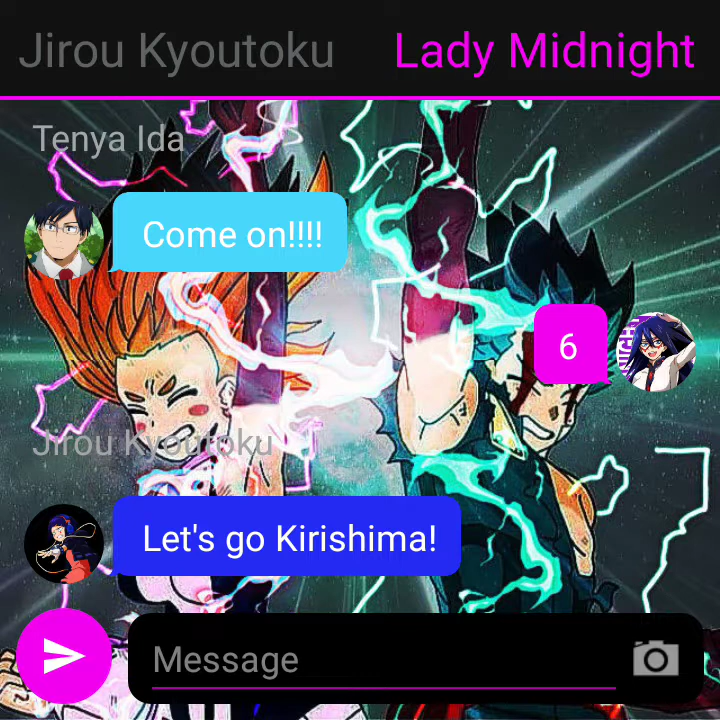 Jirou Kyoutoku Lady Midnight
Tenya Ida
Come on!!!!
6
Jirou Kyoutoku
Let's go Kirishima!
Message